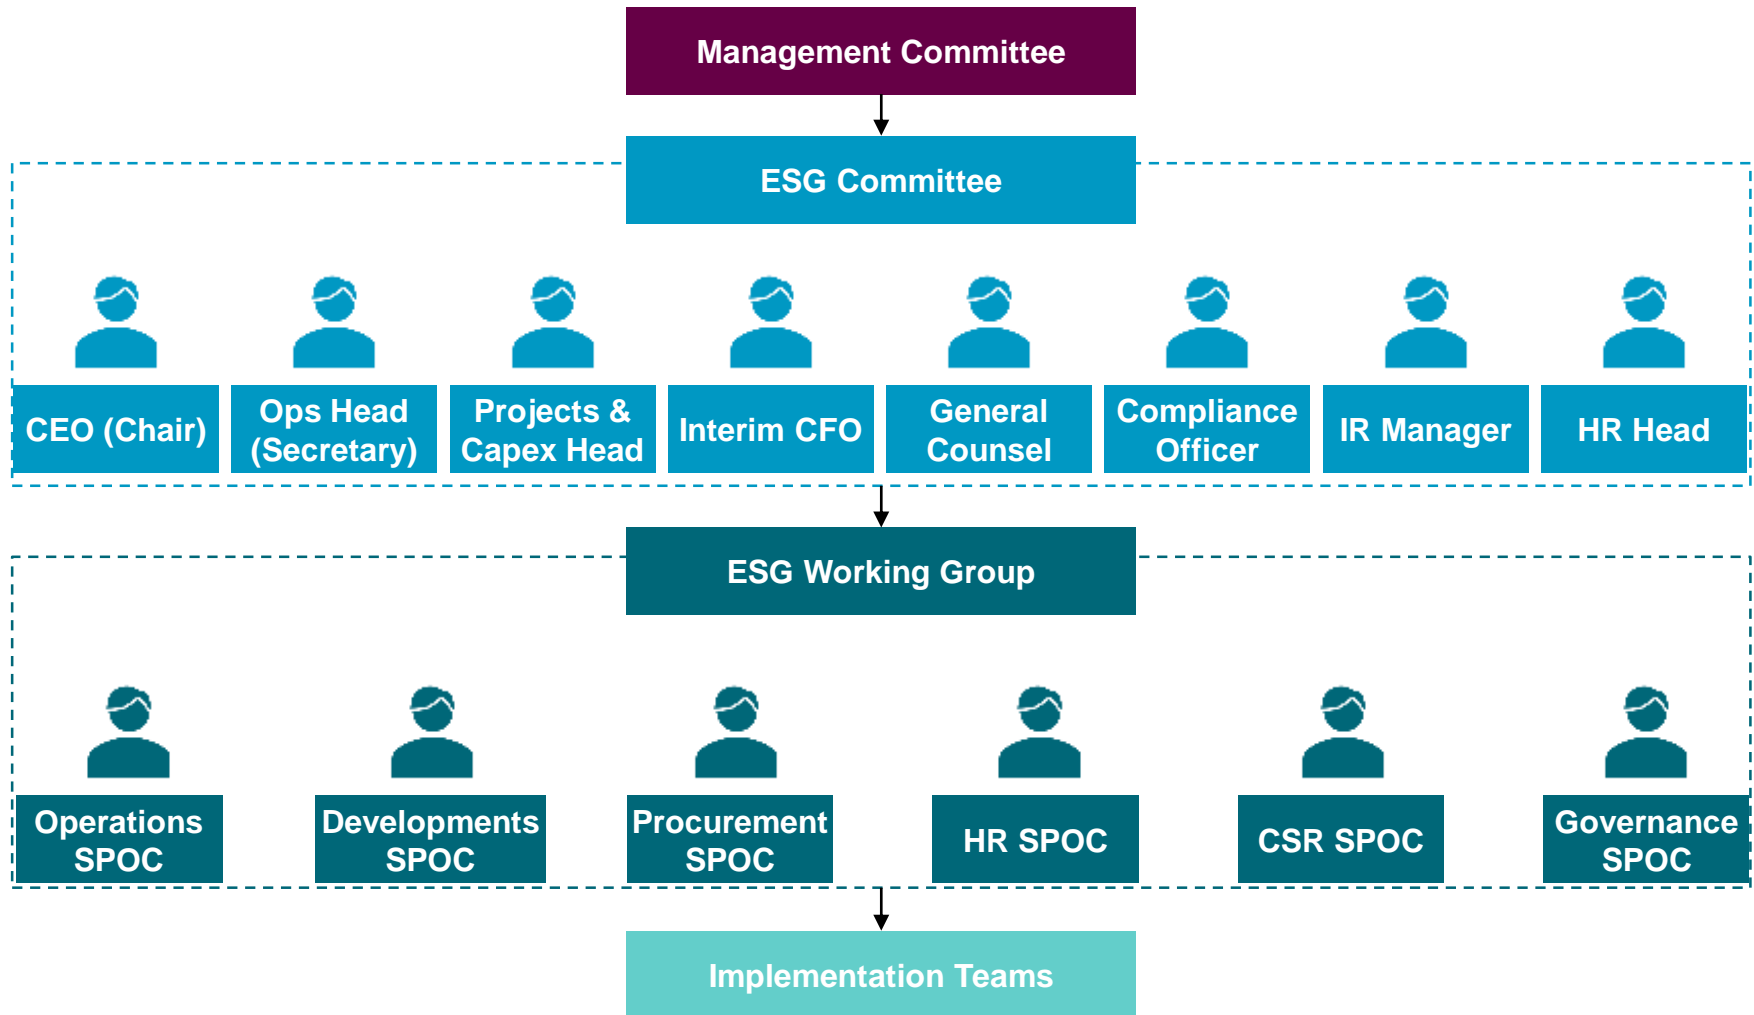 Management Committee
ESG Committee
CEO (Chair)
Ops Head
(Secretary)
Projects &
Capex Head
Interim CFO
General
Counsel
Compliance
Officer
IR Manager
HR Head
ESG Working Group
Operations
SPOC
Developments
SPOC
Procurement
SPOC
HR SPOC
CSR SPOC
Governance
SPOC
Implementation Teams